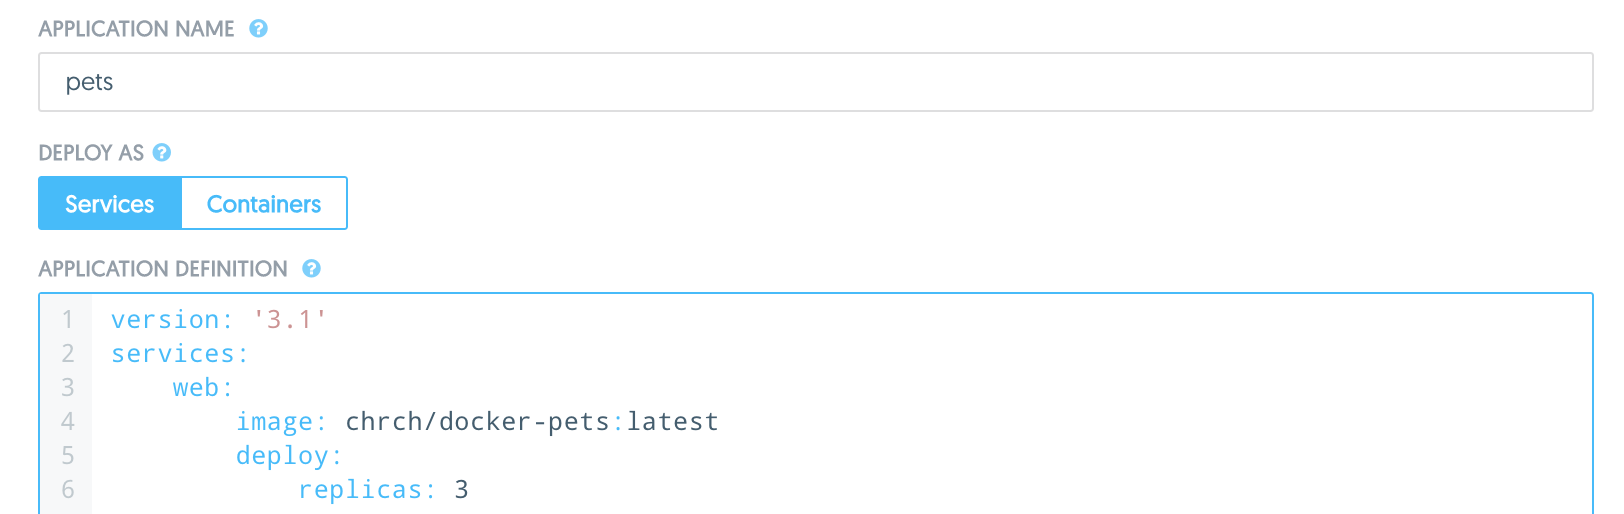 APPLICATION NAME ?
pets
DEPLOY AS ?
Services Containers
APPLICATION DEFINITION ?
1 version: '3.1'
2 services:
3     web:
4         image: chrch/docker-pets:latest
5         deploy:
6             replicas: 3